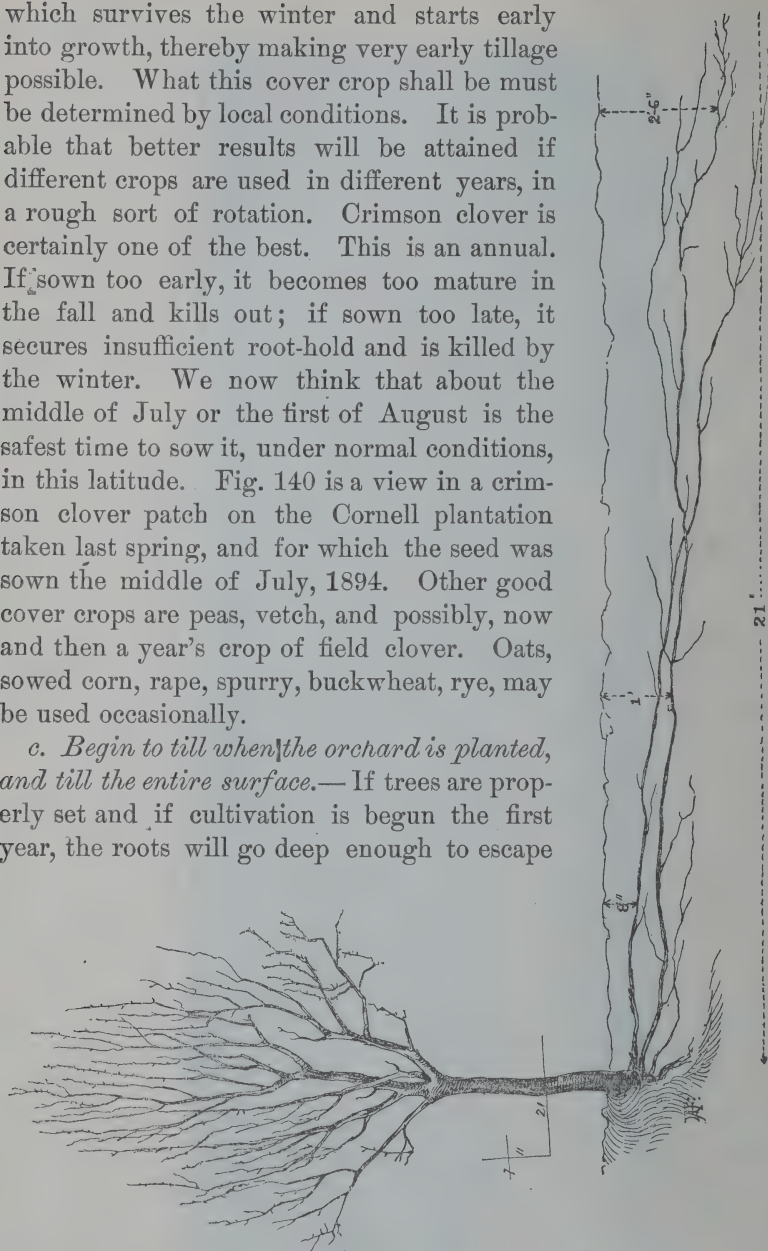 which survives the winter and starts early
into growth, thereby making very early tillage
possible. What this cover crop shall be must
be determined by local conditions. It is prob-
able that better results will be attained if
different crops are used in different years, in
a rough sort of rotation. Crimson clover is
certainly one of the best. This is an annual.
If sown too early, it becomes too mature in
the fall and kills out; if sown too late, it
secures insufficient root-hold and is killed by
the winter. We now think that about the
middle of July or the first of August is the
safest time to sow it, under normal conditions,
in this latitude. Fig. 140 is a view in a crim-
son clover patch on the Cornell plantation
taken last spring, and for which the seed was
sown the middle of July, 1894. Other good
cover crops are peas, vetch, and possibly, now
and then a year's crop of field clover. Oats,
sowed corn, rape, spurry, buckwheat, rye, may
be used occasionally.
c. Begin to till when the orchard is planted,
and till the entire surface.— If trees are prop-
erly set and if cultivation is begun the first
year, the roots will go deep enough to escape
2'6"
21'
1'
8"
2'